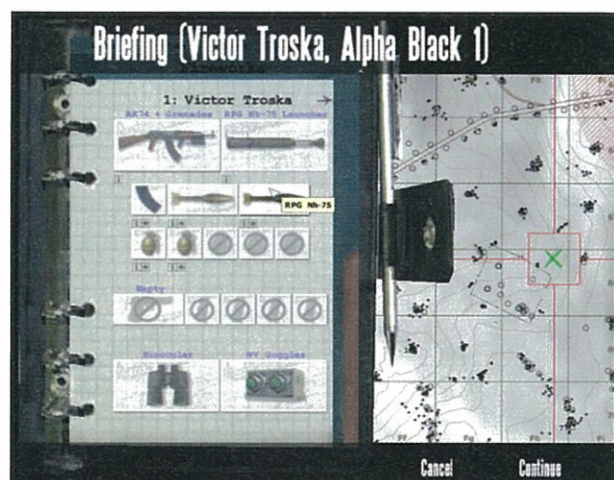 Briefing (Victor Troska, Alpha Black 1)
1: Victor Troska
AK74 + Grenades RPG Nh-75 Launcher
RPG Nh-75
Empty
Binocular NV Goggles
Cancel Continue